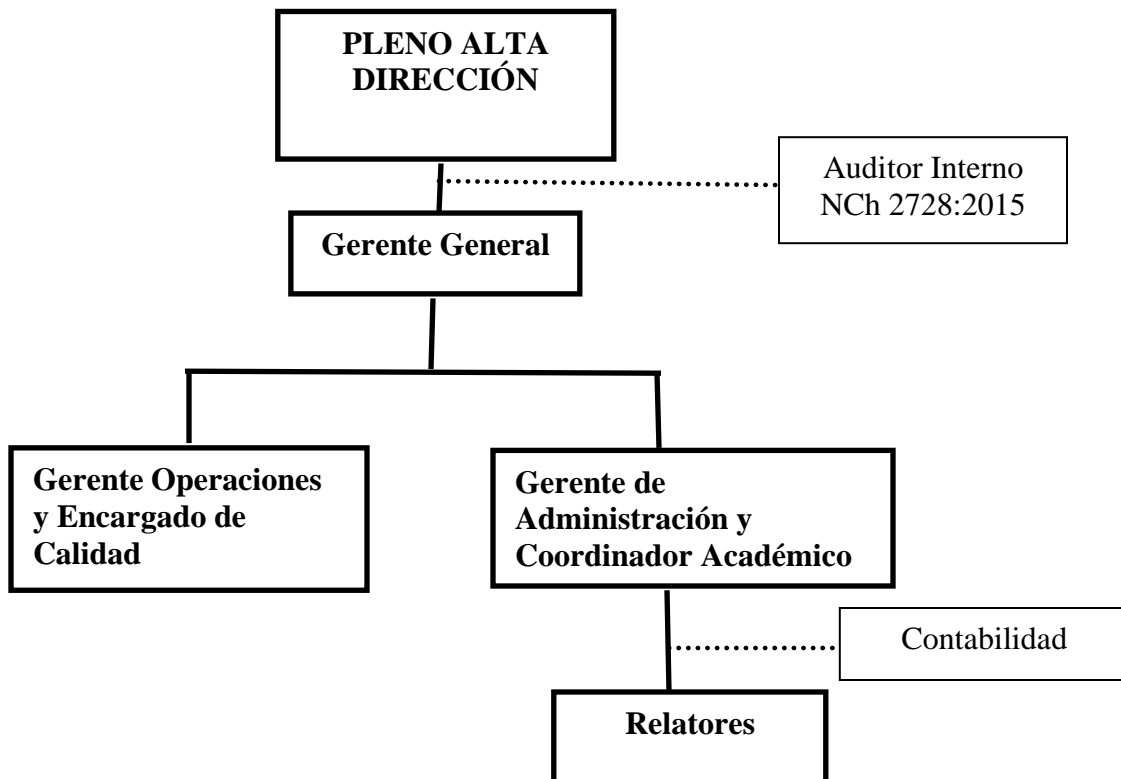 PLENO ALTA
DIRECCIÓN
Auditor Interno
NCh 2728:2015
Gerente General
Gerente Operaciones
y Encargado de
Calidad
Gerente de
Administración y
Coordinador Académico
Contabilidad
Relatores